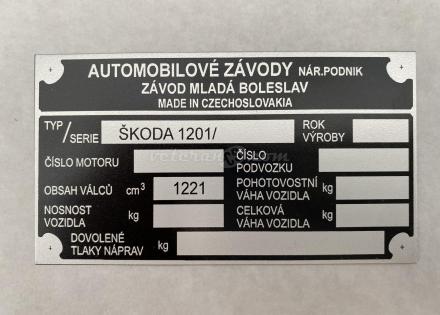 AUTOMOBILOVÉ ZÁVODY NÁR.PODNIK
ZÁVOD MLADÁ BOLESLAV
MADE IN CZECHOSLOVAKIA
TYP/SERIE ŠKODA 1201/ ROK VÝROBY
ČÍSLO MOTORU ČÍSLO PODVOZKU
OBSAH VÁLCŮ cm³ 1221 POHOTOVOSTNÍ VÁHA VOZIDLA kg
NOSNOST VOZIDLA kg CELKOVÁ VÁHA VOZIDLA kg
DOVOLENÉ TLAKY NÁPRAV kg